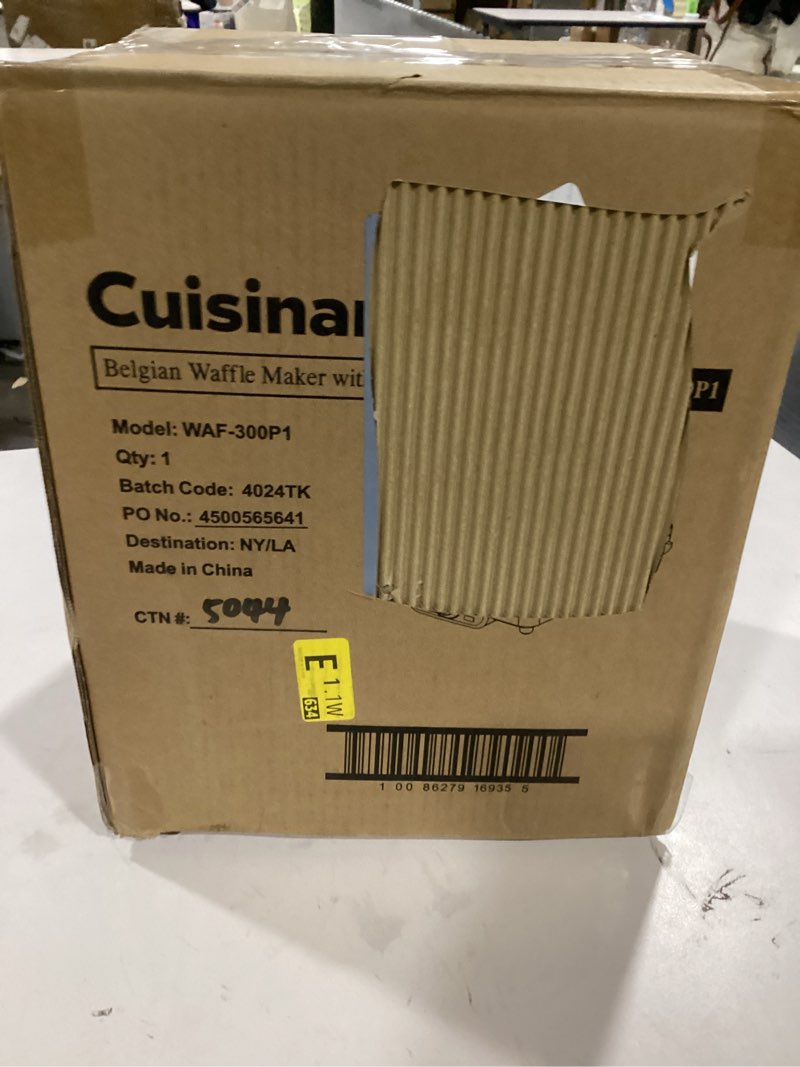 Cuisinar
Belgian Waffle Maker wit
P1
Model: WAF-300P1
Qty: 1
Batch Code: 4024TK
PO No.: 4500565641
Destination: NY/LA
Made in China
CTN #: 5044
E 1.1W
634
1 00 86279 16935 5